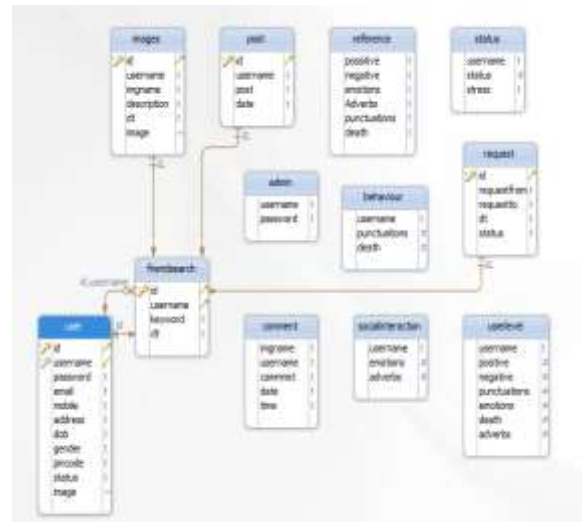 images
id
username
imgname
description
dt
image
post
id
username
post
date
reference
possitive
negative
emotions
Adverbs
punctuations
death
status
username
status
stress
request
id
requestfrom
requestto
dt
status
admin
username
password
behaviour
username
punctuations
death
id
username
keyword
dt
user
id
username
password
email
mobile
address
dob
gender
pincode
status
image
comment
imgname
username
date
time
socialinteraction
username
emotions
adverbs
userlevel
username
positive
negative
punctuations
emotions
death
adverbs